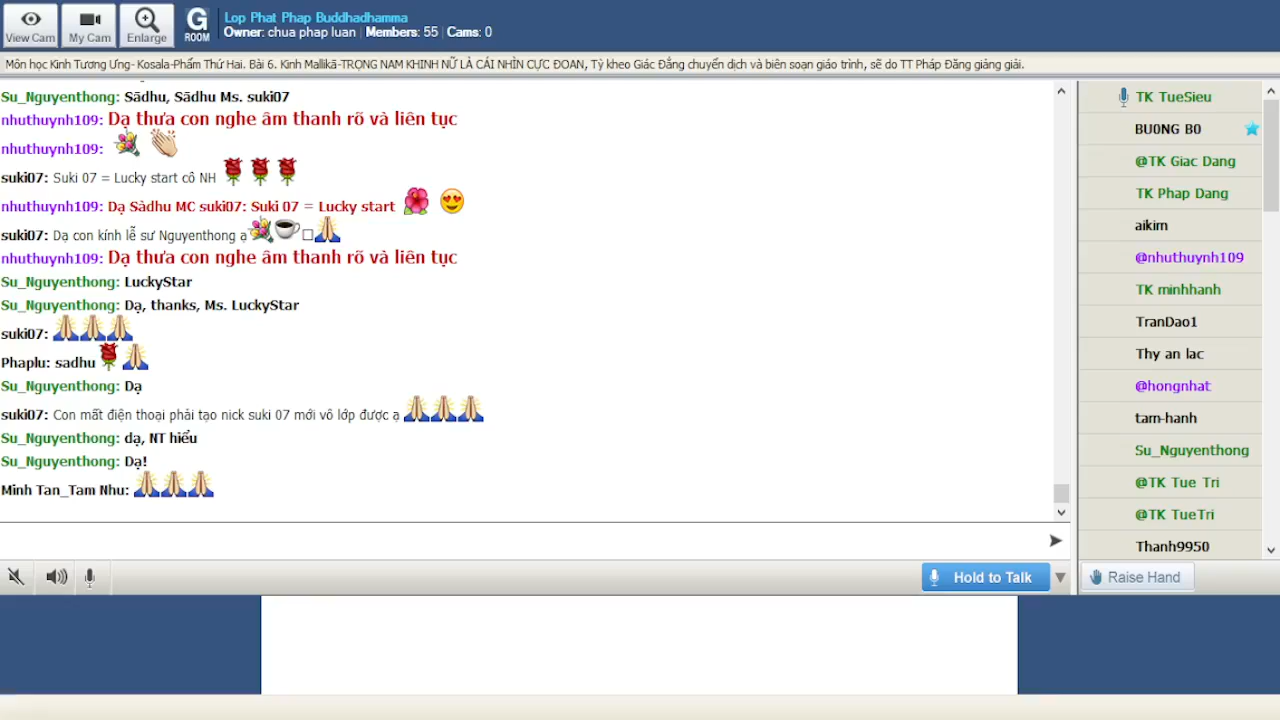 View Cam
My Cam
Enlarge
G
ROOM
Lop Phat Phap Buddhadhamma
Owner: chua phap luan | Members: 55 | Cams: 0
Môn học Kinh Tương Ưng- Kosala-Phẩm Thứ Hai. Bài 6. Kinh Mallikā-TRỌNG NAM KHINH NỮ LÀ CÁI NHÌN CỰC ĐOAN, Tỳ kheo Giác Đẳng chuyển dịch và biên soạn giáo trình, sẽ do TT Pháp Đăng giảng giải.
Su_Nguyenthong: Sādhu, Sādhu Ms. suki07
nhuthuynh109: Dạ thưa con nghe âm thanh rõ và liên tục
nhuthuynh109:
suki07: Suki 07 = Lucky start cô NH
nhuthuynh109: Dạ Sàdhu MC suki07: Suki 07 = Lucky start
suki07: Dạ con kính lễ sư Nguyenthong ạ
nhuthuynh109: Dạ thưa con nghe âm thanh rõ và liên tục
Su_Nguyenthong: LuckyStar
Su_Nguyenthong: Dạ, thanks, Ms. LuckyStar
suki07:
Phaplu: sadhu
Su_Nguyenthong: Dạ
suki07: Con mất điện thoại phải tạo nick suki 07 mới vô lớp được ạ
Su_Nguyenthong: dạ, NT hiểu
Su_Nguyenthong: Dạ!
Minh Tan_Tam Nhu:
TK TueSieu
BU0NG B0
@TK Giac Dang
TK Phap Dang
aikim
@nhuthuynh109
TK minhhanh
TranDao1
Thy an lac
@hongnhat
tam-hanh
Su_Nguyenthong
@TK Tue Tri
@TK TueTri
Thanh9950
Hold to Talk
Raise Hand